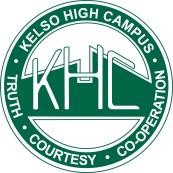 · KELSO HIGH CAMPUS ·
KHC
TRUTH · COURTESY · CO-OPERATION